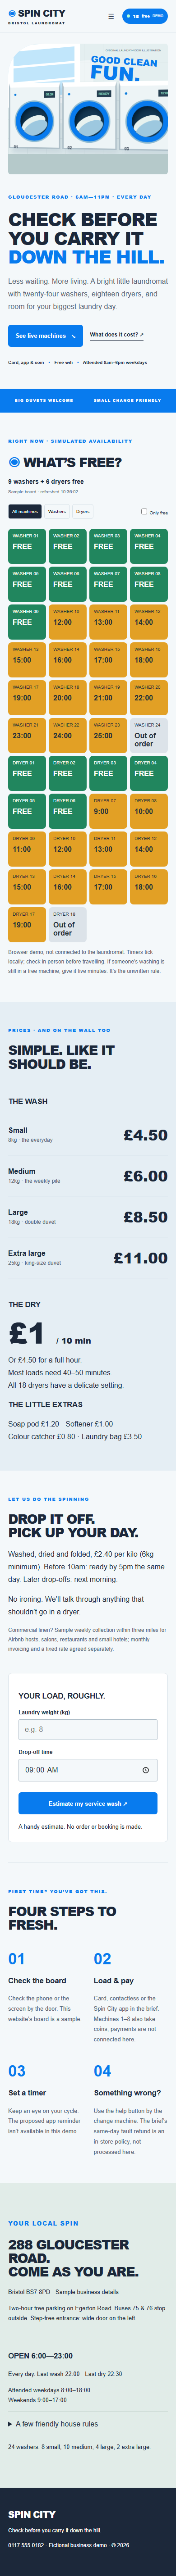 SPIN CITY
BRISTOL LAUNDROMAT
15 free DEMO
GOOD CLEAN
FUN.
01
02
03
GLOUCESTER ROAD · 6AM—11PM · EVERY DAY
CHECK BEFORE
YOU CARRY IT
DOWN THE HILL.
Less waiting. More living. A bright little laundromat
with twenty-four washers, eighteen dryers, and
room for your biggest laundry day.
See live machines ↘
What does it cost? ↗
Card, app & coin • Free wifi • Attended 8am–6pm weekdays
BIG DUVETS WELCOME
SMALL CHANGE FRIENDLY
RIGHT NOW · SIMULATED AVAILABILITY
WHAT'S FREE?
9 washers + 6 dryers free
Sample board · refreshed 10:39:02
All machines
Washers
Dryers
Only free
WASHER 01
FREE
WASHER 02
FREE
WASHER 03
FREE
WASHER 04
FREE
WASHER 05
FREE
WASHER 06
FREE
WASHER 07
FREE
WASHER 08
FREE
WASHER 09
FREE
WASHER 10
12:00
WASHER 11
13:00
WASHER 12
14:00
WASHER 13
15:00
WASHER 14
16:00
WASHER 15
17:00
WASHER 16
18:00
WASHER 17
19:00
WASHER 18
20:00
WASHER 19
21:00
WASHER 20
22:00
WASHER 21
23:00
WASHER 22
24:00
WASHER 23
25:00
WASHER 24
Out of
order
DRYER 01
FREE
DRYER 02
FREE
DRYER 03
FREE
DRYER 04
FREE
DRYER 05
FREE
DRYER 06
FREE
DRYER 07
9:00
DRYER 08
10:00
DRYER 09
11:00
DRYER 10
12:00
DRYER 11
13:00
DRYER 12
14:00
DRYER 13
15:00
DRYER 14
16:00
DRYER 15
17:00
DRYER 16
18:00
DRYER 17
19:00
DRYER 18
Out of
order
Browser demo, not connected to the laundromat. Timers tick
locally; check in person before travelling. If someone's washing is
still in a free machine, give it five minutes. It's the unwritten rule.
PRICES · AND ON THE WALL TOO
SIMPLE. LIKE IT
SHOULD BE.
THE WASH
Small
8kg · the everyday
£4.50
Medium
12kg · the weekly pile
£6.00
Large
18kg · double duvet
£8.50
Extra large
25kg · king-size duvet
£11.00
THE DRY
£1 / 10 min
Or £4.50 for a full hour.
Most loads need 40–50 minutes.
All 18 dryers have a delicate setting.
THE LITTLE EXTRAS
Soap pod £1.20 · Softener £1.00
Colour catcher £0.80 · Laundry bag £3.50
LET US DO THE SPINNING
DROP IT OFF.
PICK UP YOUR DAY.
Washed, dried and folded, £2.40 per kilo (6kg
minimum). Before 10am: ready by 5pm the same
day. Later drop-offs: next morning.
No ironing. We'll talk through anything that
shouldn't go in a dryer.
Commercial linen? Sample weekly collection within three miles for
Airbnb hosts, salons, restaurants and small hotels; monthly
invoicing and a fixed rate agreed separately.
YOUR LOAD, ROUGHLY.
Laundry weight (kg)
e.g. 8
Drop-off time
09:00 AM
Estimate my service wash ↗
A handy estimate. No order or booking is made.
FIRST TIME? YOU'VE GOT THIS.
FOUR STEPS TO
FRESH.
01
Check the board
Check the phone or the
screen by the door. This
website's board is a sample.
02
Load & pay
Card, contactless or the
Spin City app in the brief.
Machines 1–8 also take
coins; payments are not
connected here.
03
Set a timer
Keep an eye on your cycle.
The proposed app reminder
isn't available in this demo.
04
Something wrong?
Use the help button by the
change machine. The brief's
same-day fault refund is an
in-store policy, not
processed here.
YOUR LOCAL SPIN
288 GLOUCESTER
ROAD.
COME AS YOU ARE.
Bristol BS7 8PD · Sample business details
Two-hour free parking on Egerton Road. Buses 75 & 76 stop
outside. Step-free entrance: wide door on the left.
OPEN 6:00—23:00
Every day. Last wash 22:00 · Last dry 22:30
Attended weekdays 8:00–18:00
Weekends 9:00–17:00
▶ A few friendly house rules
24 washers: 8 small, 10 medium, 4 large, 2 extra large.
SPIN CITY
Check before you carry it down the hill.
0117 555 0182 · Fictional business demo · © 2026